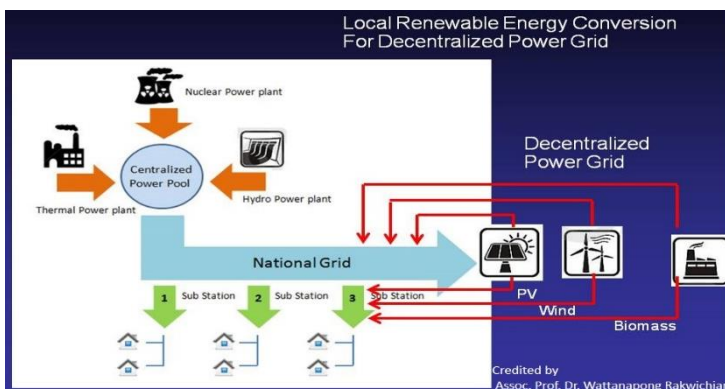 Local Renewable Energy Conversion
For Decentralized Power Grid
Nuclear Power plant
Centralized
Power Pool
Thermal Power plant
Hydro Power plant
Decentralized
Power Grid
National Grid
1 Sub Station 2 Sub Station 3 Sub Station
PV
Wind
Biomass
Credited by
Assoc. Prof. Dr. Wattanapong Rakwichian